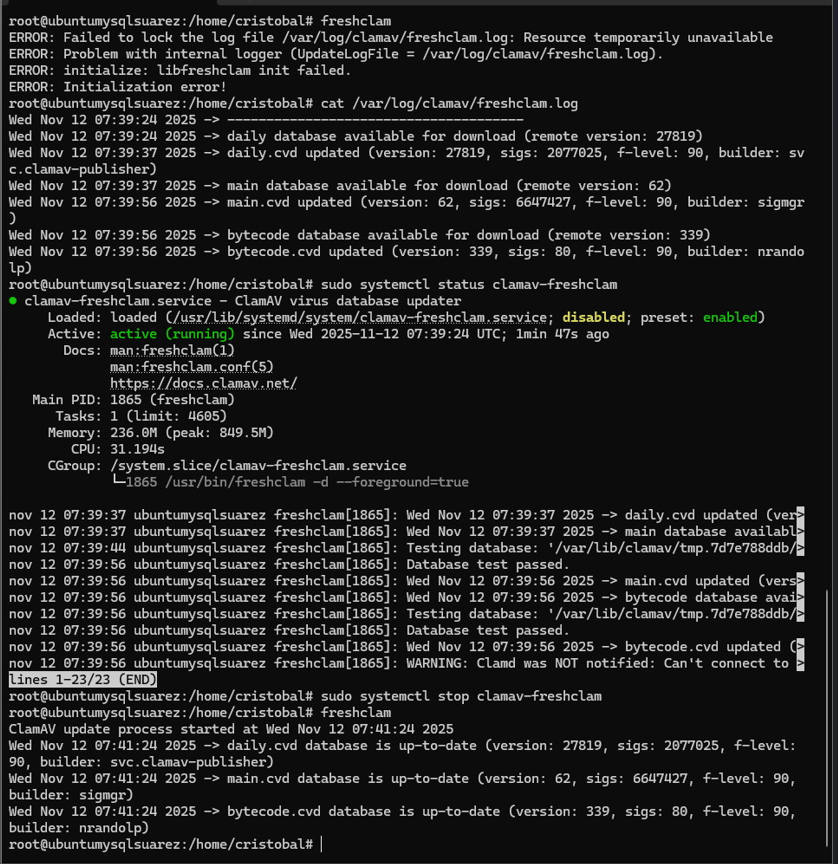 root@ubuntumysqlsuarez:/home/cristobal# freshclam
ERROR: Failed to lock the log file /var/log/clamav/freshclam.log: Resource temporarily unavailable
ERROR: Problem with internal logger (UpdateLogFile = /var/log/clamav/freshclam.log).
ERROR: initialize: libfreshclam init failed.
ERROR: Initialization error!
root@ubuntumysqlsuarez:/home/cristobal# cat /var/log/clamav/freshclam.log
Wed Nov 12 07:39:24 2025 -> --------------------------------------
Wed Nov 12 07:39:24 2025 -> daily database available for download (remote version: 27819)
Wed Nov 12 07:39:37 2025 -> daily.cvd updated (version: 27819, sigs: 2077025, f-level: 90, builder: sv
c.clamav-publisher)
Wed Nov 12 07:39:37 2025 -> main database available for download (remote version: 62)
Wed Nov 12 07:39:56 2025 -> main.cvd updated (version: 62, sigs: 6647427, f-level: 90, builder: sigmgr
)
Wed Nov 12 07:39:56 2025 -> bytecode database available for download (remote version: 339)
Wed Nov 12 07:39:56 2025 -> bytecode.cvd updated (version: 339, sigs: 80, f-level: 90, builder: nrando
lp)
root@ubuntumysqlsuarez:/home/cristobal# sudo systemctl status clamav-freshclam
● clamav-freshclam.service - ClamAV virus database updater
Loaded: loaded (/usr/lib/systemd/system/clamav-freshclam.service; disabled; preset: enabled)
Active: active (running) since Wed 2025-11-12 07:39:24 UTC; 1min 47s ago
Docs: man:freshclam(1)
man:freshclam.conf(5)
https://docs.clamav.net/
Main PID: 1865 (freshclam)
Tasks: 1 (limit: 4605)
Memory: 236.0M (peak: 849.5M)
CPU: 31.194s
CGroup: /system.slice/clamav-freshclam.service
└─1865 /usr/bin/freshclam -d --foreground=true
nov 12 07:39:37 ubuntumysqlsuarez freshclam[1865]: Wed Nov 12 07:39:37 2025 -> daily.cvd updated (ver>
nov 12 07:39:37 ubuntumysqlsuarez freshclam[1865]: Wed Nov 12 07:39:37 2025 -> main database availabl>
nov 12 07:39:44 ubuntumysqlsuarez freshclam[1865]: Testing database: '/var/lib/clamav/tmp.7d7e788ddb/>
nov 12 07:39:56 ubuntumysqlsuarez freshclam[1865]: Database test passed.
nov 12 07:39:56 ubuntumysqlsuarez freshclam[1865]: Wed Nov 12 07:39:56 2025 -> main.cvd updated (vers>
nov 12 07:39:56 ubuntumysqlsuarez freshclam[1865]: Wed Nov 12 07:39:56 2025 -> bytecode database avai>
nov 12 07:39:56 ubuntumysqlsuarez freshclam[1865]: Testing database: '/var/lib/clamav/tmp.7d7e788ddb/>
nov 12 07:39:56 ubuntumysqlsuarez freshclam[1865]: Database test passed.
nov 12 07:39:56 ubuntumysqlsuarez freshclam[1865]: Wed Nov 12 07:39:56 2025 -> bytecode.cvd updated (>
nov 12 07:39:56 ubuntumysqlsuarez freshclam[1865]: WARNING: Clamd was NOT notified: Can't connect to >
lines 1-23/23 (END)
root@ubuntumysqlsuarez:/home/cristobal# sudo systemctl stop clamav-freshclam
root@ubuntumysqlsuarez:/home/cristobal# freshclam
ClamAV update process started at Wed Nov 12 07:41:24 2025
Wed Nov 12 07:41:24 2025 -> daily.cvd database is up-to-date (version: 27819, sigs: 2077025, f-level:
90, builder: svc.clamav-publisher)
Wed Nov 12 07:41:24 2025 -> main.cvd database is up-to-date (version: 62, sigs: 6647427, f-level: 90,
builder: sigmgr)
Wed Nov 12 07:41:24 2025 -> bytecode.cvd database is up-to-date (version: 339, sigs: 80, f-level: 90,
builder: nrandolp)
root@ubuntumysqlsuarez:/home/cristobal#